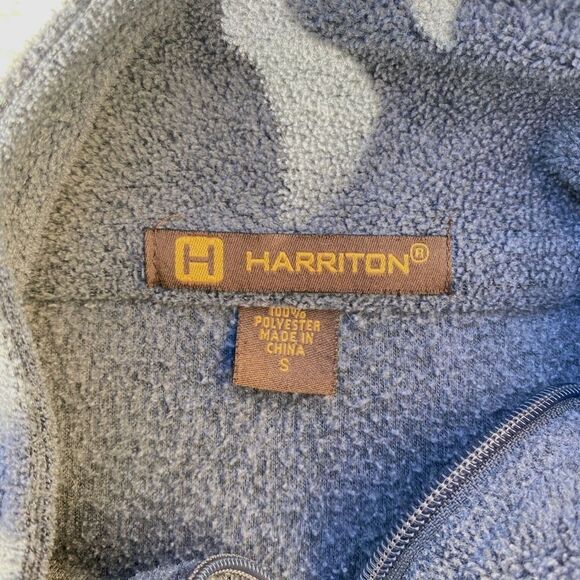 H HARRITON®
100%
POLYESTER
MADE IN
CHINA
S